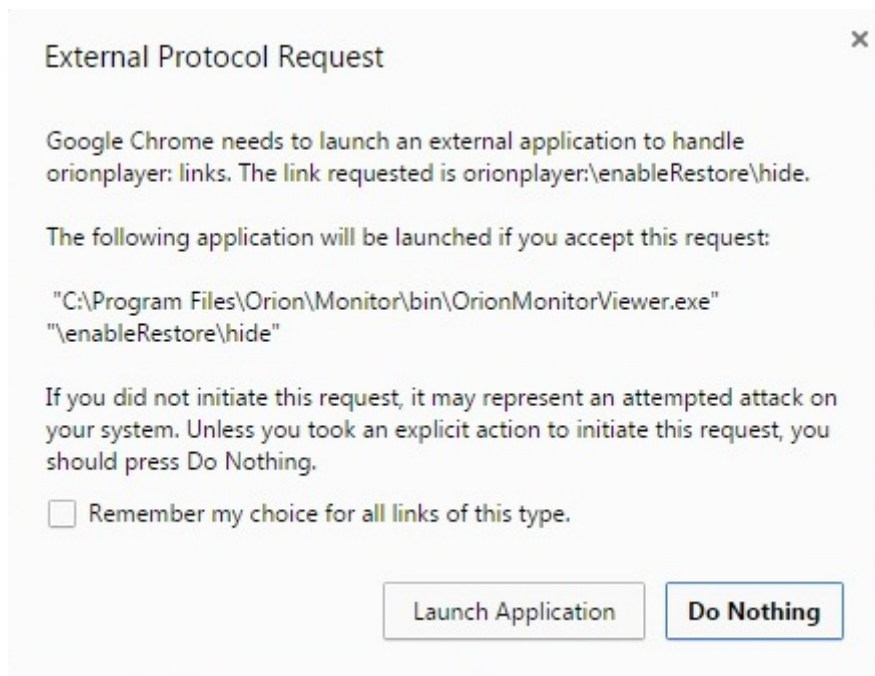 External Protocol Request
Google Chrome needs to launch an external application to handle
orionplayer: links. The link requested is orionplayer:\enableRestore\hide.
The following application will be launched if you accept this request:
"C:\Program Files\Orion\Monitor\bin\OrionMonitorViewer.exe"
"\enableRestore\hide"
If you did not initiate this request, it may represent an attempted attack on
your system. Unless you took an explicit action to initiate this request, you
should press Do Nothing.
Remember my choice for all links of this type.
Launch Application
Do Nothing